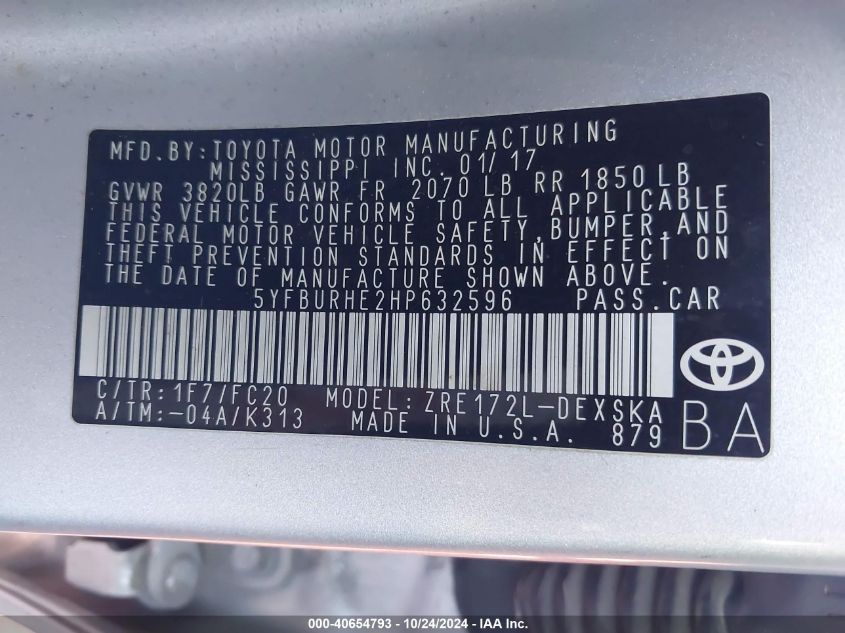 MFD.BY:TOYOTA MOTOR MANUFACTURING
MISSISSIPPI INC. 01/17
GVWR 3820LB GAWR FR 2070 LB RR 1850 LB
THIS VEHICLE CONFORMS TO ALL APPLICABLE
FEDERAL MOTOR VEHICLE SAFETY,BUMPER,AND
THEFT PREVENTION STANDARDS IN EFFECT ON
THE DATE OF MANUFACTURE SHOWN ABOVE.
5YFBURHE2HP632596 PASS.CAR
C/TR:1F7/FC20 MODEL:ZRE172L-DEXSKA
A/TM:-04A/K313 MADE IN U.S.A. 879
BA
000-40654793 / 10/24/2024 - IAA Inc.